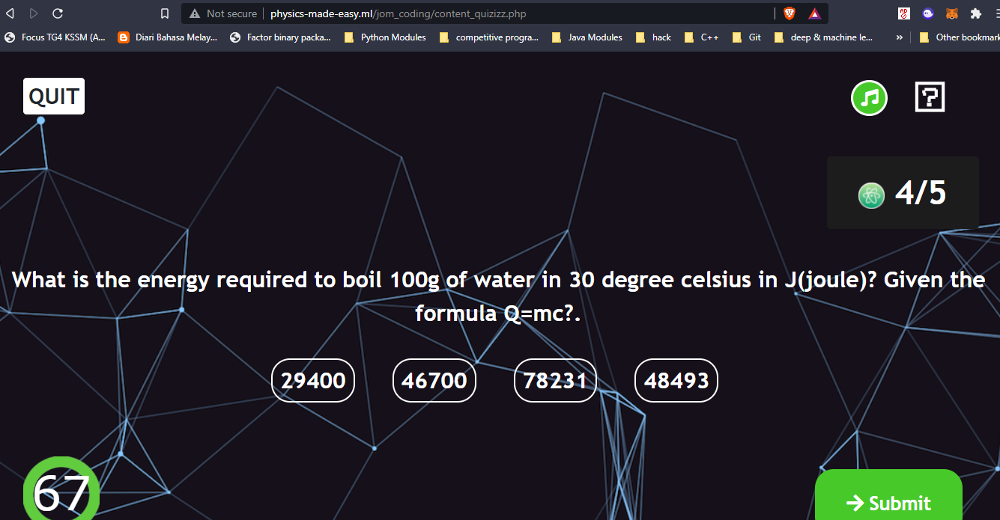 Not secure physics-made-easy.ml/jom_coding/content_quizizz.php
Focus TG4 KSSM (A... Diari Bahasa Melay... Factor binary packa... Python Modules competitive progra... Java Modules hack C++ Git deep & machine le... » Other bookmark
QUIT
4/5
What is the energy required to boil 100g of water in 30 degree celsius in J(joule)? Given the
formula Q=mc?.
29400 46700 78231 48493
67
Submit